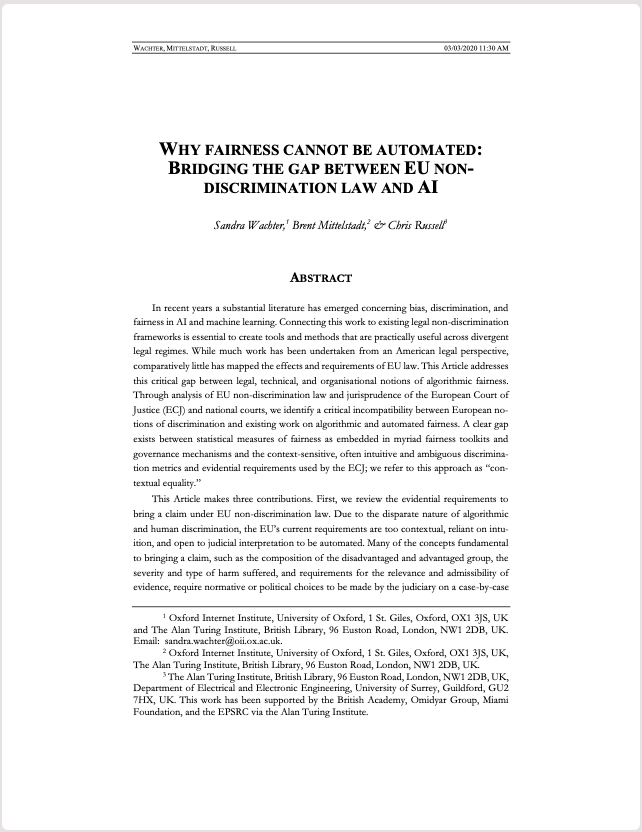 WACHTER, MITTELSTADT, RUSSELL 03/03/2020 11:30 AM
WHY FAIRNESS CANNOT BE AUTOMATED:
BRIDGING THE GAP BETWEEN EU NON-
DISCRIMINATION LAW AND AI
Sandra Wachter,1 Brent Mittelstadt,2 & Chris Russell3
ABSTRACT
In recent years a substantial literature has emerged concerning bias, discrimination, and
fairness in AI and machine learning. Connecting this work to existing legal non-discrimination
frameworks is essential to create tools and methods that are practically useful across divergent
legal regimes. While much work has been undertaken from an American legal perspective,
comparatively little has mapped the effects and requirements of EU law. This Article addresses
this critical gap between legal, technical, and organisational notions of algorithmic fairness.
Through analysis of EU non-discrimination law and jurisprudence of the European Court of
Justice (ECJ) and national courts, we identify a critical incompatibility between European no-
tions of discrimination and existing work on algorithmic and automated fairness. A clear gap
exists between statistical measures of fairness as embedded in myriad fairness toolkits and
governance mechanisms and the context-sensitive, often intuitive and ambiguous discrimina-
tion metrics and evidential requirements used by the ECJ; we refer to this approach as “con-
textual equality.”
This Article makes three contributions. First, we review the evidential requirements to
bring a claim under EU non-discrimination law. Due to the disparate nature of algorithmic
and human discrimination, the EU’s current requirements are too contextual, reliant on intu-
ition, and open to judicial interpretation to be automated. Many of the concepts fundamental
to bringing a claim, such as the composition of the disadvantaged and advantaged group, the
severity and type of harm suffered, and requirements for the relevance and admissibility of
evidence, require normative or political choices to be made by the judiciary on a case-by-case
1 Oxford Internet Institute, University of Oxford, 1 St. Giles, Oxford, OX1 3JS, UK
and The Alan Turing Institute, British Library, 96 Euston Road, London, NW1 2DB, UK.
Email: sandra.wachter@oii.ox.ac.uk.
2 Oxford Internet Institute, University of Oxford, 1 St. Giles, Oxford, OX1 3JS, UK,
The Alan Turing Institute, British Library, 96 Euston Road, London, NW1 2DB, UK.
3 The Alan Turing Institute, British Library, 96 Euston Road, London, NW1 2DB, UK,
Department of Electrical and Electronic Engineering, University of Surrey, Guildford, GU2
7HX, UK. This work has been supported by the British Academy, Omidyar Group, Miami
Foundation, and the EPSRC via the Alan Turing Institute.